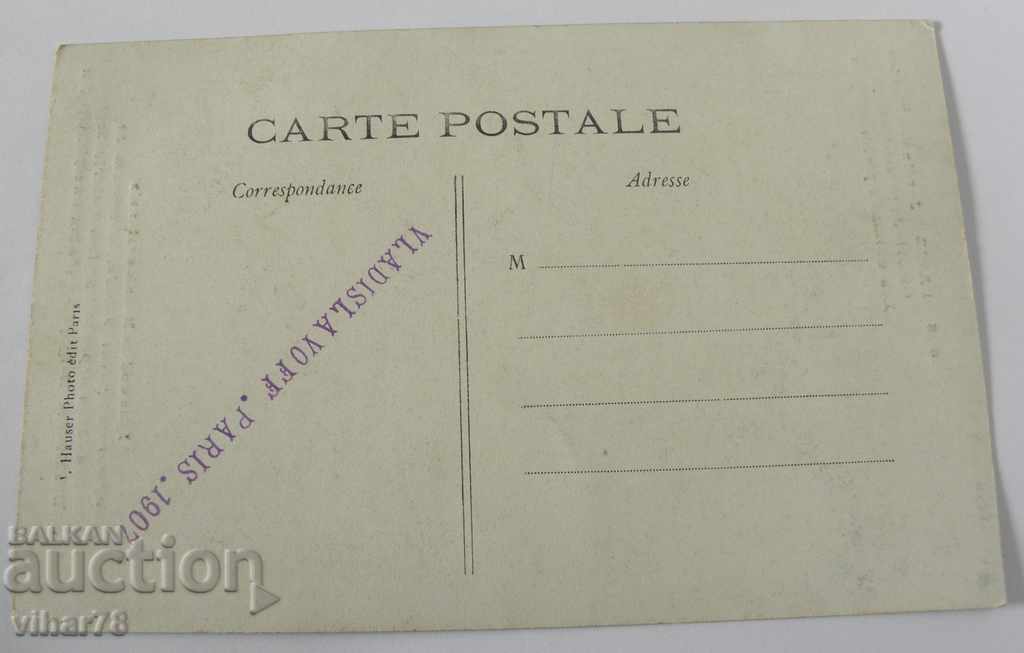 CARTE POSTALE
Correspondance
Adresse
M
VLADISLAVOFF. PARIS. 1907
Hauser Photo édit Paris
BALKAN
auction
vihar78